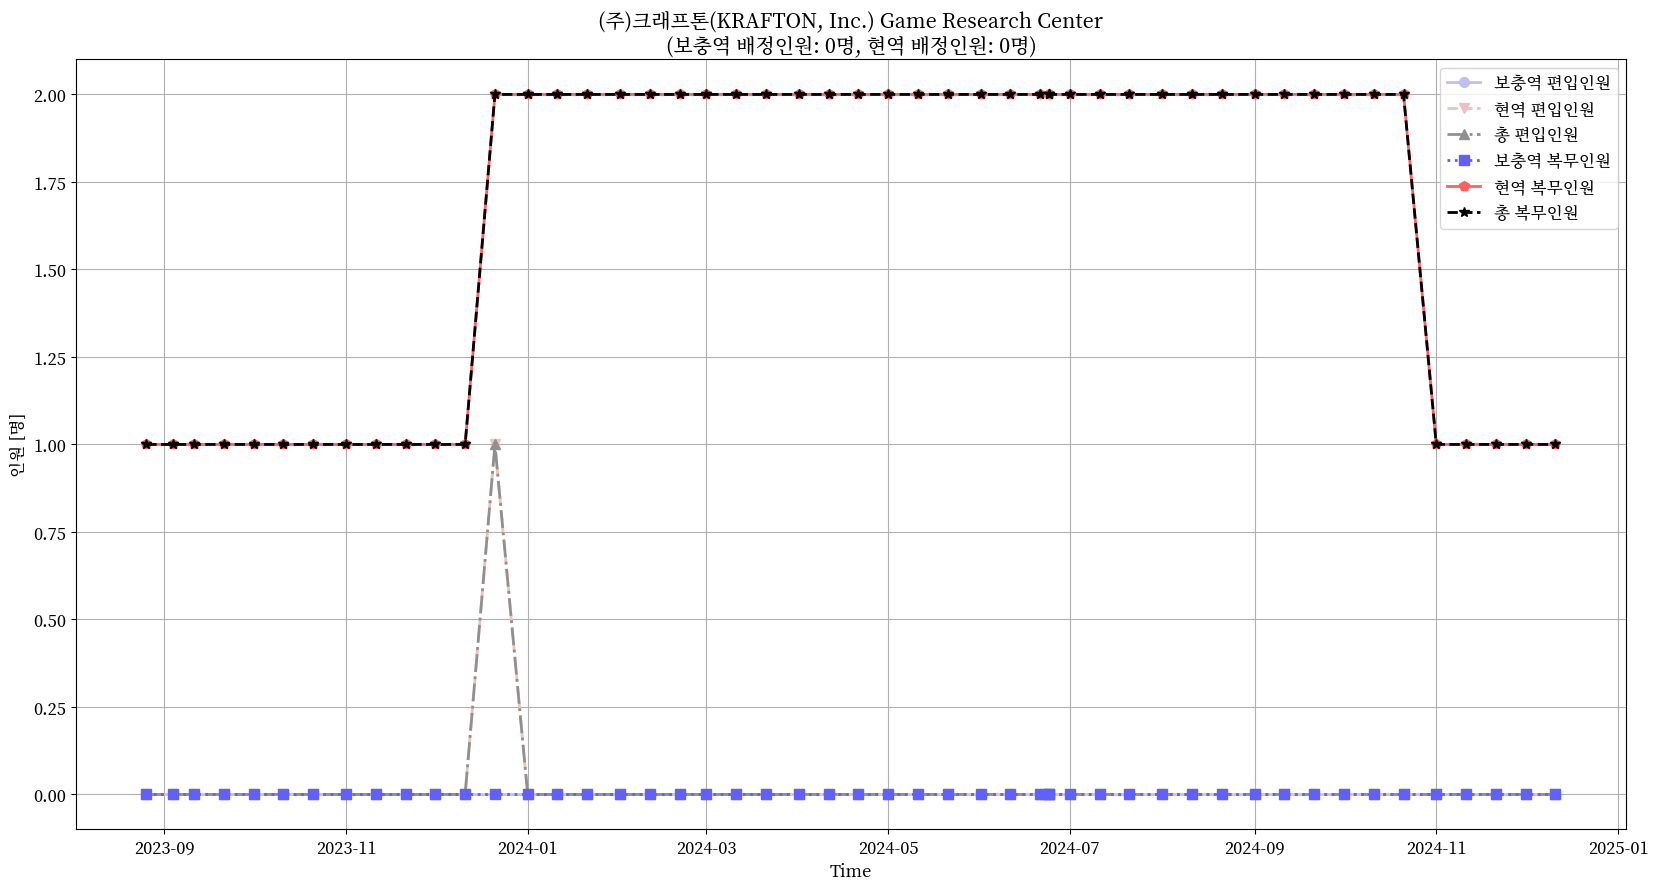 (주)크래프톤(KRAFTON, Inc.) Game Research Center
(보충역 배정인원: 0명, 현역 배정인원: 0명)
보충역 편입인원
현역 편입인원
총 편입인원
보충역 복무인원
현역 복무인원
총 복무인원
인원 [명]
2.00
1.75
1.50
1.25
1.00
0.75
0.50
0.25
0.00
2023-09 2023-11 2024-01 2024-03 2024-05 2024-07 2024-09 2024-11 2025-01
Time